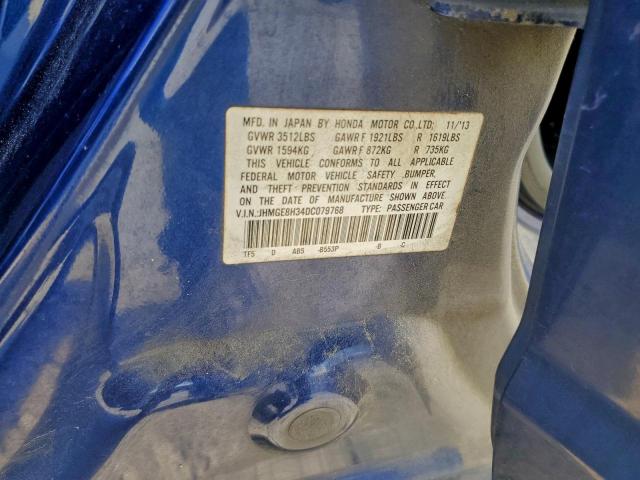 MFD. IN JAPAN BY HONDA MOTOR CO.,LTD. 11/'13
GVWR 3512LBS GAWR F 1921LBS R 1619LBS
GVWR 1594KG GAWR F 872KG R 735KG
THIS VEHICLE CONFORMS TO ALL APPLICABLE
FEDERAL MOTOR VEHICLE SAFETY ,BUMPER,
AND THEFT PREVENTION STANDARDS IN EFFECT
ON THE DATE OF MANUFACTURE SHOWN ABOVE.
V.I.N.:JHMGE8H34DC079768 TYPE: PASSENGER CAR
TF5 D AB5 -B553P -B C